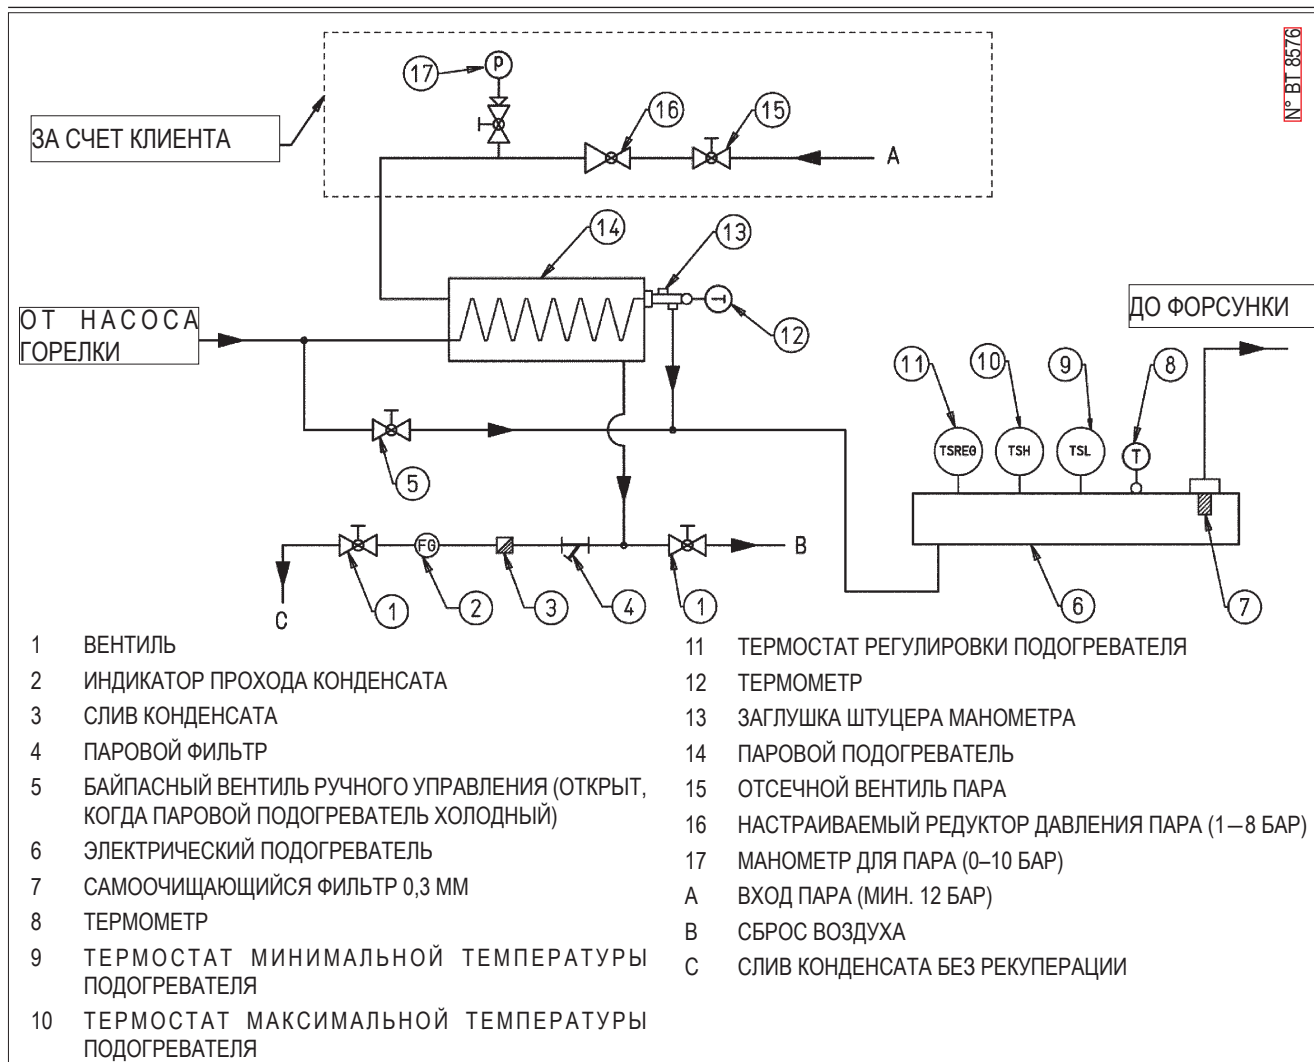 N° BT 8576
17
P
16
15
ЗА СЧЕТ КЛИЕНТА
A
14
13
ОТ НАСОСА
ГОРЕЛКИ
T
12
ДО ФОРСУНКИ
11
10
9
8
TSREG
TSH
TSL
T
5
FG
B
C
1
2
3
4
1
6
7
1 ВЕНТИЛЬ
2 ИНДИКАТОР ПРОХОДА КОНДЕНСАТА
3 СЛИВ КОНДЕНСАТА
4 ПАРОВОЙ ФИЛЬТР
5 БАЙПАСНЫЙ ВЕНТИЛЬ РУЧНОГО УПРАВЛЕНИЯ (ОТКРЫТ,
КОГДА ПАРОВОЙ ПОДОГРЕВАТЕЛЬ ХОЛОДНЫЙ)
6 ЭЛЕКТРИЧЕСКИЙ ПОДОГРЕВАТЕЛЬ
7 САМООЧИЩАЮЩИЙСЯ ФИЛЬТР 0,3 ММ
8 ТЕРМОМЕТР
9 ТЕРМОСТАТ МИНИМАЛЬНОЙ ТЕМПЕРАТУРЫ
ПОДОГРЕВАТЕЛЯ
10 ТЕРМОСТАТ МАКСИМАЛЬНОЙ ТЕМПЕРАТУРЫ
ПОДОГРЕВАТЕЛЯ
11 ТЕРМОСТАТ РЕГУЛИРОВКИ ПОДОГРЕВАТЕЛЯ
12 ТЕРМОМЕТР
13 ЗАГЛУШКА ШТУЦЕРА МАНОМЕТРА
14 ПАРОВОЙ ПОДОГРЕВАТЕЛЬ
15 ОТСЕЧНОЙ ВЕНТИЛЬ ПАРА
16 НАСТРАИВАЕМЫЙ РЕДУКТОР ДАВЛЕНИЯ ПАРА (1—8 БАР)
17 МАНОМЕТР ДЛЯ ПАРА (0–10 БАР)
A ВХОД ПАРА (МИН. 12 БАР)
B СБРОС ВОЗДУХА
C СЛИВ КОНДЕНСАТА БЕЗ РЕКУПЕРАЦИИ